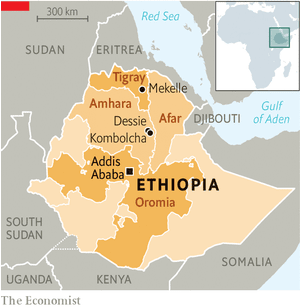 300 km
Red Sea
SUDAN
ERITREA
Tigray
Mekelle
Amhara
Afar
Gulf
of Aden
Dessie
DJIBOUTI
Kombolcha
Addis
Ababa
ETHIOPIA
Oromia
SOUTH
SUDAN
SOMALIA
UGANDA
KENYA
The Economist